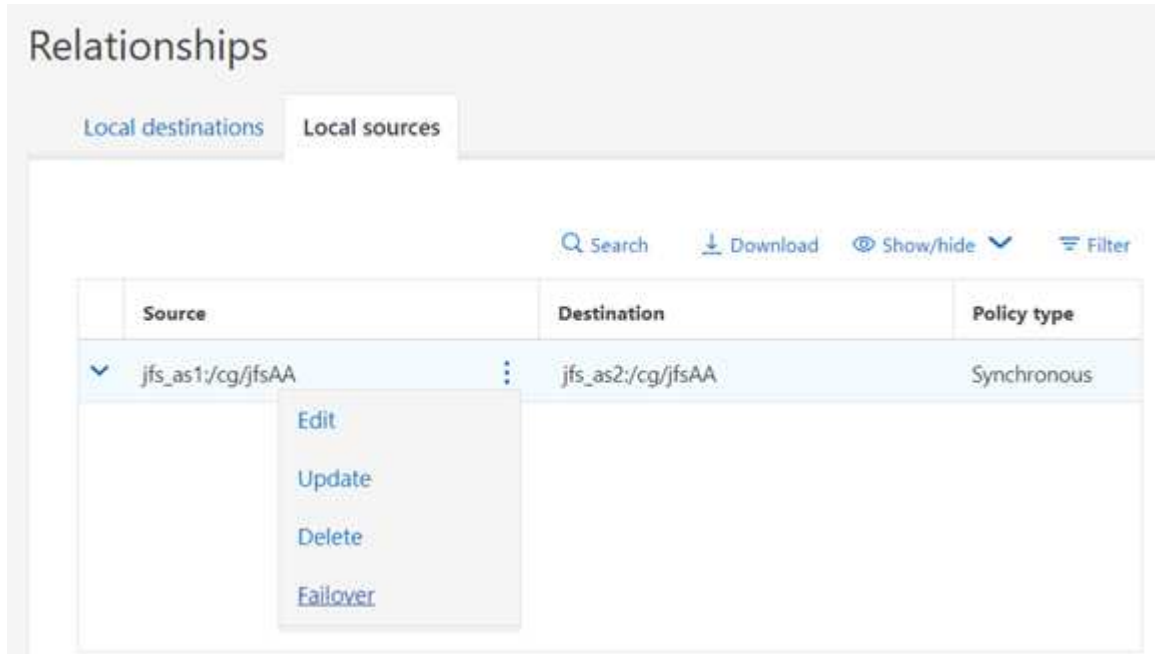 Relationships
Local destinations Local sources
Search Download Show/hide Filter
Source Destination Policy type
jfs_as1:/cg/jfsAA jfs_as2:/cg/jfsAA Synchronous
Edit
Update
Delete
Failover